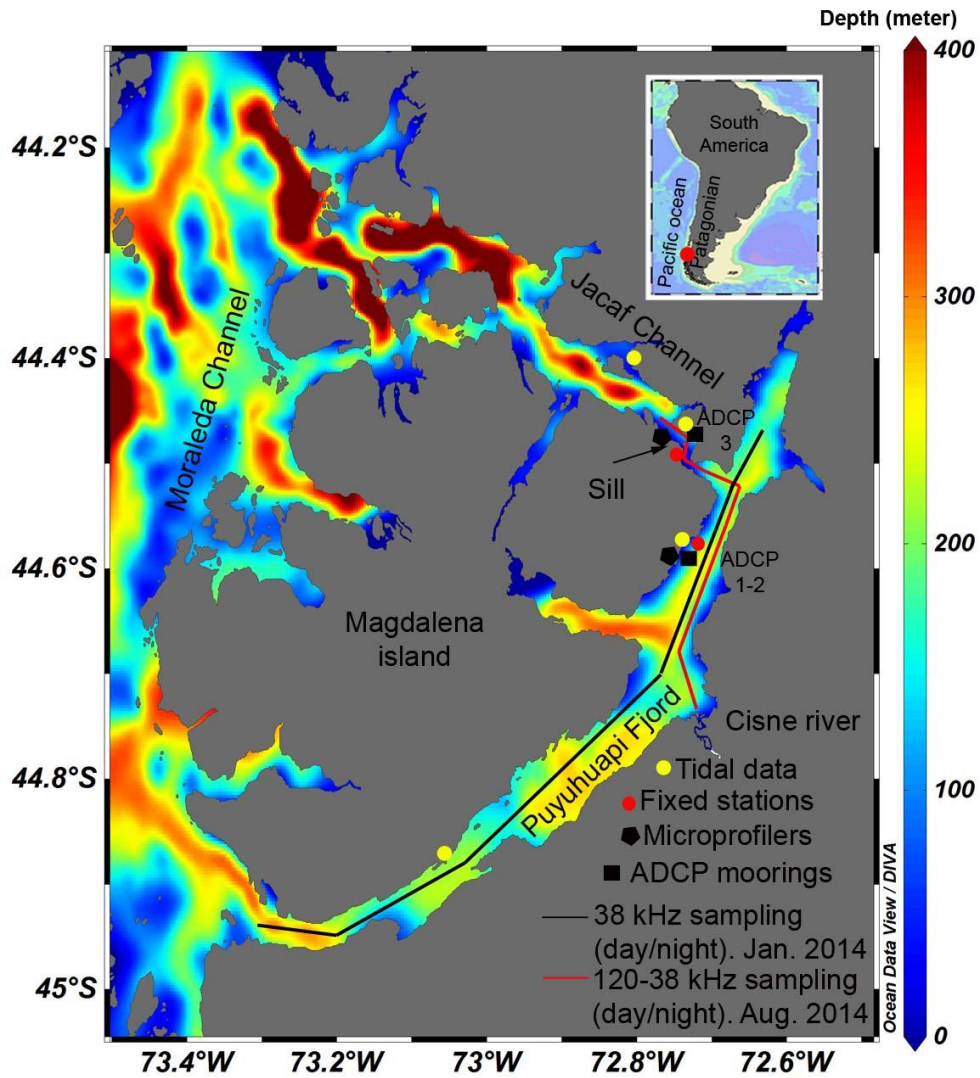 Depth (meter)
400
300
200
100
0
44.2°S
44.4°S
44.6°S
44.8°S
45°S
73.4°W
73.2°W
73°W
72.8°W
72.6°W
South
America
Pacific ocean
Patagonian
Jacaf Channel
Moraleda Channel
ADCP
3
Sill
ADCP
1-2
Magdalena
island
Puyuhuapi Fjord
Cisne river
Tidal data
Fixed stations
Microprofilers
ADCP moorings
38 kHz sampling
(day/night). Jan. 2014
120-38 kHz sampling
(day/night). Aug. 2014
Ocean Data View / DIVA